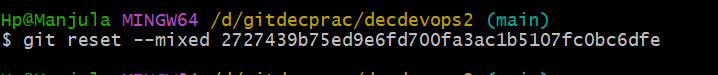 Hp@Manjula MINGW64 /d/gitdecprac/decdevops2 (main)
$ git reset --mixed 2727439b75ed9e6fd700fa3ac1b5107fc0bc6dfe